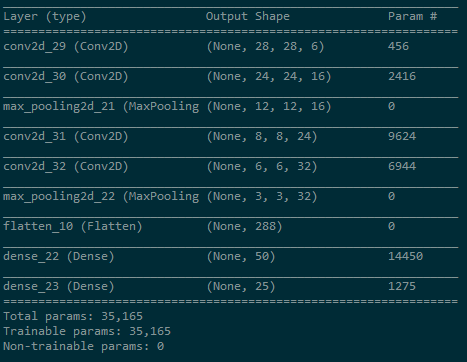 Layer (type) Output Shape Param #
conv2d_29 (Conv2D) (None, 28, 28, 6) 456
conv2d_30 (Conv2D) (None, 24, 24, 16) 2416
max_pooling2d_21 (MaxPooling (None, 12, 12, 16) 0
conv2d_31 (Conv2D) (None, 8, 8, 24) 9624
conv2d_32 (Conv2D) (None, 6, 6, 32) 6944
max_pooling2d_22 (MaxPooling (None, 3, 3, 32) 0
flatten_10 (Flatten) (None, 288) 0
dense_22 (Dense) (None, 50) 14450
dense_23 (Dense) (None, 25) 1275
Total params: 35,165
Trainable params: 35,165
Non-trainable params: 0